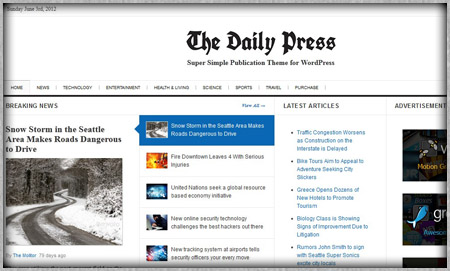 Sunday June 3rd, 2012
The Daily Press
Super Simple Publication Theme for WordPress
HOME NEWS TECHNOLOGY ENTERTAINMENT HEALTH & LIVING SCIENCE SPORTS TRAVEL PURCHASE
BREAKING NEWS
View All →
Snow Storm in the Seattle
Area Makes Roads Dangerous
to Drive
By The Molitor 79 days ago
Snow Storm in the Seattle Area Makes
Roads Dangerous to Drive
Fire Downtown Leaves 4 With Serious
Injuries
United Nations seek a global resource
based economy initiative
New online security technology
challenges the best hackers out there
New tracking system at airports tells
security officers your every move
LATEST ARTICLES
Traffic Congestion Worsens
as Construction on the
Interstate is Delayed
Bike Tours Aim to Appeal to
Adventure Seeking City
Slickers
Greece Opens Dozens of
New Hotels to Promote
Tourism
Biology Class is Showing
Signs of Improvement Due to
Litigation
Rumors John Smith to sign
with Seattle Super Sonics
ADVERTISEMENT
Motion G
gr
Awesom